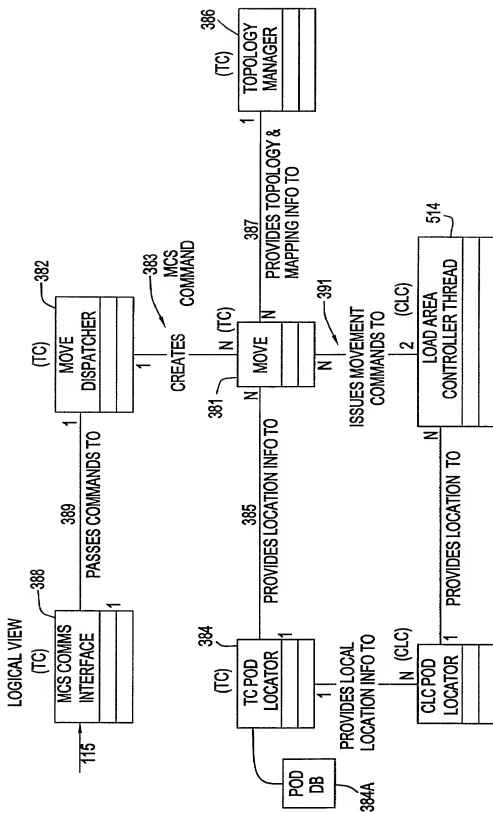 LOGICAL VIEW
(TC)
388
MCS COMMS
INTERFACE
1
115
389
PASSES COMMANDS TO
1
(TC)
382
MOVE
DISPATCHER
1
CREATES
383
MCS
COMMAND
N
(TC)
384
TC POD
LOCATOR
1
POD
DB
384A
385
PROVIDES LOCATION INFO TO
N
381
(TC)
MOVE
N
387
PROVIDES TOPOLOGY &
MAPPING INFO TO
1
(TC)
386
TOPOLOGY
MANAGER
1
PROVIDES LOCAL
LOCATION INFO TO
N
(CLC)
CLC POD
LOCATOR
1
PROVIDES LOCATION TO
N
N
391
ISSUES MOVEMENT
COMMANDS TO
2
(CLC)
514
LOAD AREA
CONTROLLER THREAD